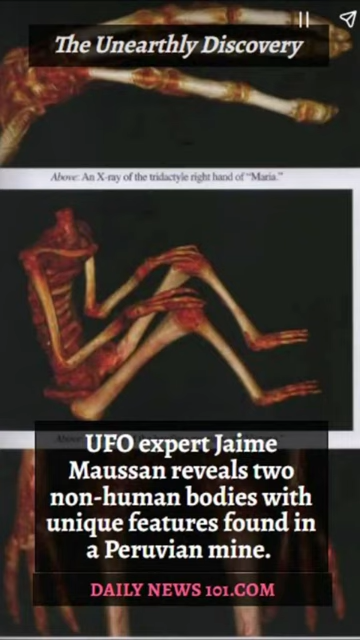 The Unearthly Discovery
Above: An X-ray of the tridactyle right hand of "Maria."
Above:
UFO expert Jaime
Maussan reveals two
non-human bodies with
unique features found in
a Peruvian mine.
DAILY NEWS 101.COM